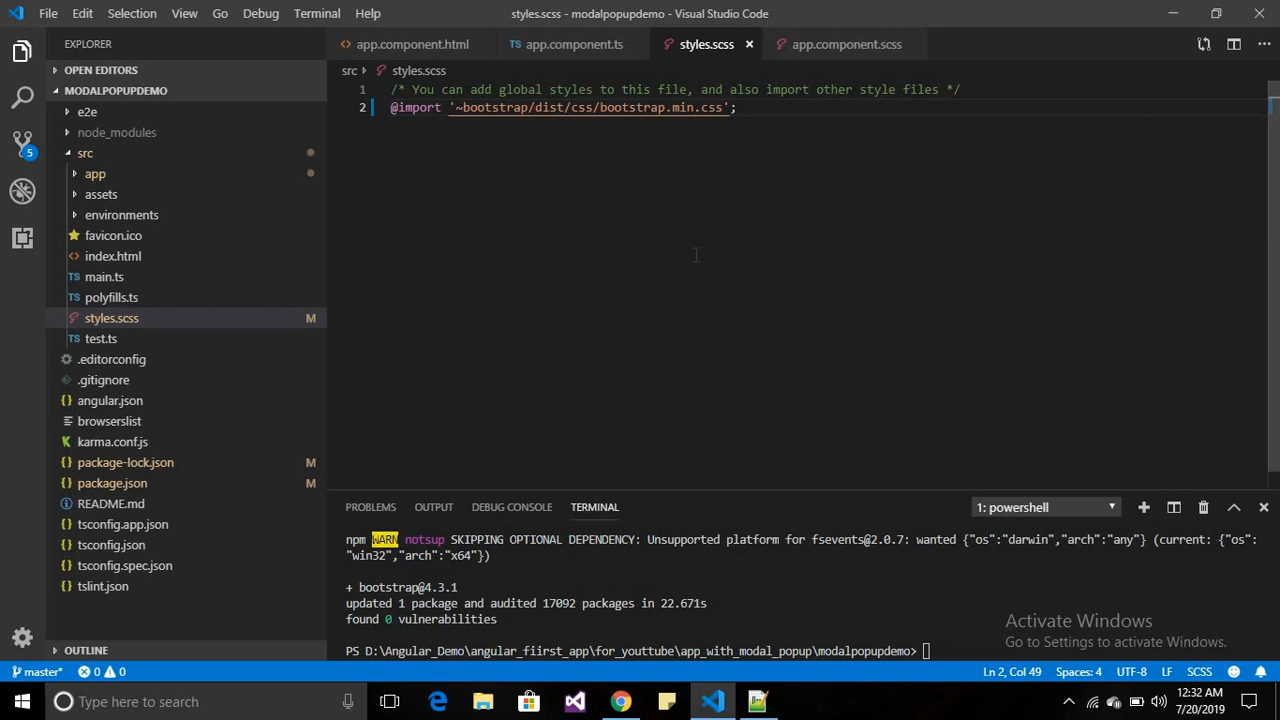 File Edit Selection View Go Debug Terminal Help
styles.scss - modalpopupdemo - Visual Studio Code
EXPLORER
app.component.html
TS app.component.ts
styles.scss
app.component.scss
OPEN EDITORS
MODALPOPUPDEMO
e2e
node_modules
src
app
assets
environments
favicon.ico
<> index.html
TS main.ts
TS polyfills.ts
styles.scss M
TS test.ts
.editorconfig
.gitignore
{} angular.json
browserslist
karma.conf.js
{} package-lock.json M
{} package.json M
README.md
{} tsconfig.app.json
{} tsconfig.json
{} tsconfig.spec.json
{} tslint.json
OUTLINE
5
src styles.scss
1 /* You can add global styles to this file, and also import other style files */
2 @import '~bootstrap/dist/css/bootstrap.min.css';
PROBLEMS OUTPUT DEBUG CONSOLE TERMINAL
1: powershell
npm WARN notsup SKIPPING OPTIONAL DEPENDENCY: Unsupported platform for fsevents@2.0.7: wanted {"os":"darwin","arch":"any"} (current: {"os":
"win32","arch":"x64"})
+ bootstrap@4.3.1
updated 1 package and audited 17092 packages in 22.671s
found 0 vulnerabilities
PS D:\Angular_Demo\angular_fiirst_app\for_youttube\app_with_modal_popup\modalpopupdemo>
Activate Windows
Go to Settings to activate Windows.
master* 0 0
Ln 2, Col 49 Spaces: 4 UTF-8 LF SCSS
Type here to search
12:32 AM
7/20/2019